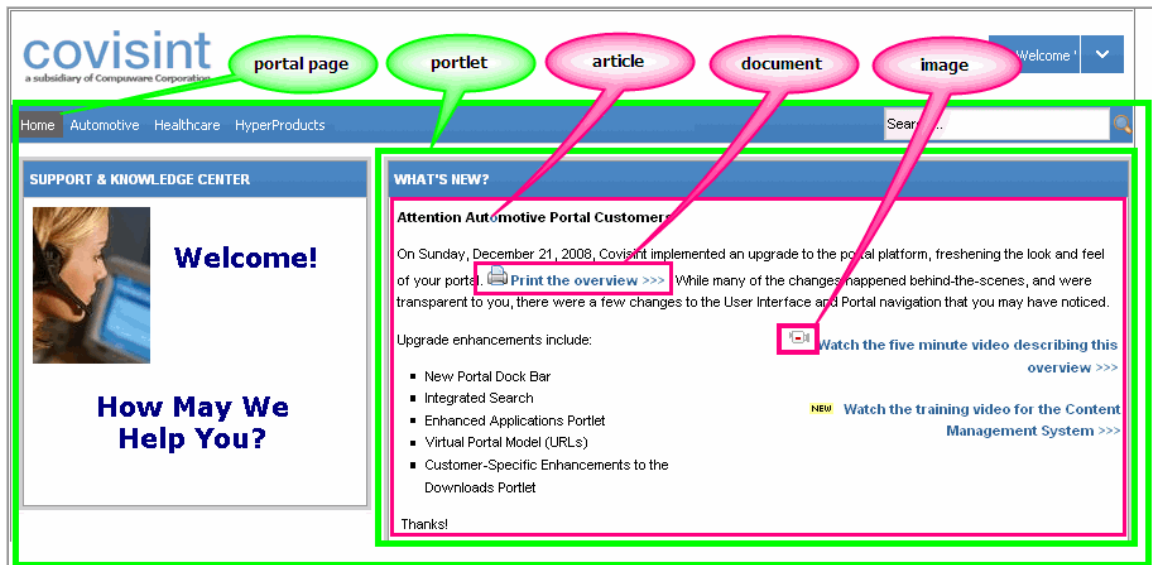 covisint
a subsidiary of Compuware Corporation
portal page
portlet
article
document
image
Welcome '
Home Automotive Healthcare HyperProducts
SUPPORT & KNOWLEDGE CENTER
Welcome!
How May We
Help You?
WHAT'S NEW?
Attention Automotive Portal Customers
On Sunday, December 21, 2008, Covisint implemented an upgrade to the portal platform, freshening the look and feel
of your portal. Print the overview >>> While many of the changes happened behind-the-scenes, and were
transparent to you, there were a few changes to the User Interface and Portal navigation that you may have noticed.
Upgrade enhancements include:
New Portal Dock Bar
Integrated Search
Enhanced Applications Portlet
Virtual Portal Model (URLs)
Customer-Specific Enhancements to the
Downloads Portlet
Thanks!
Watch the five minute video describing this
overview >>>
NEW Watch the training video for the Content
Management System >>>